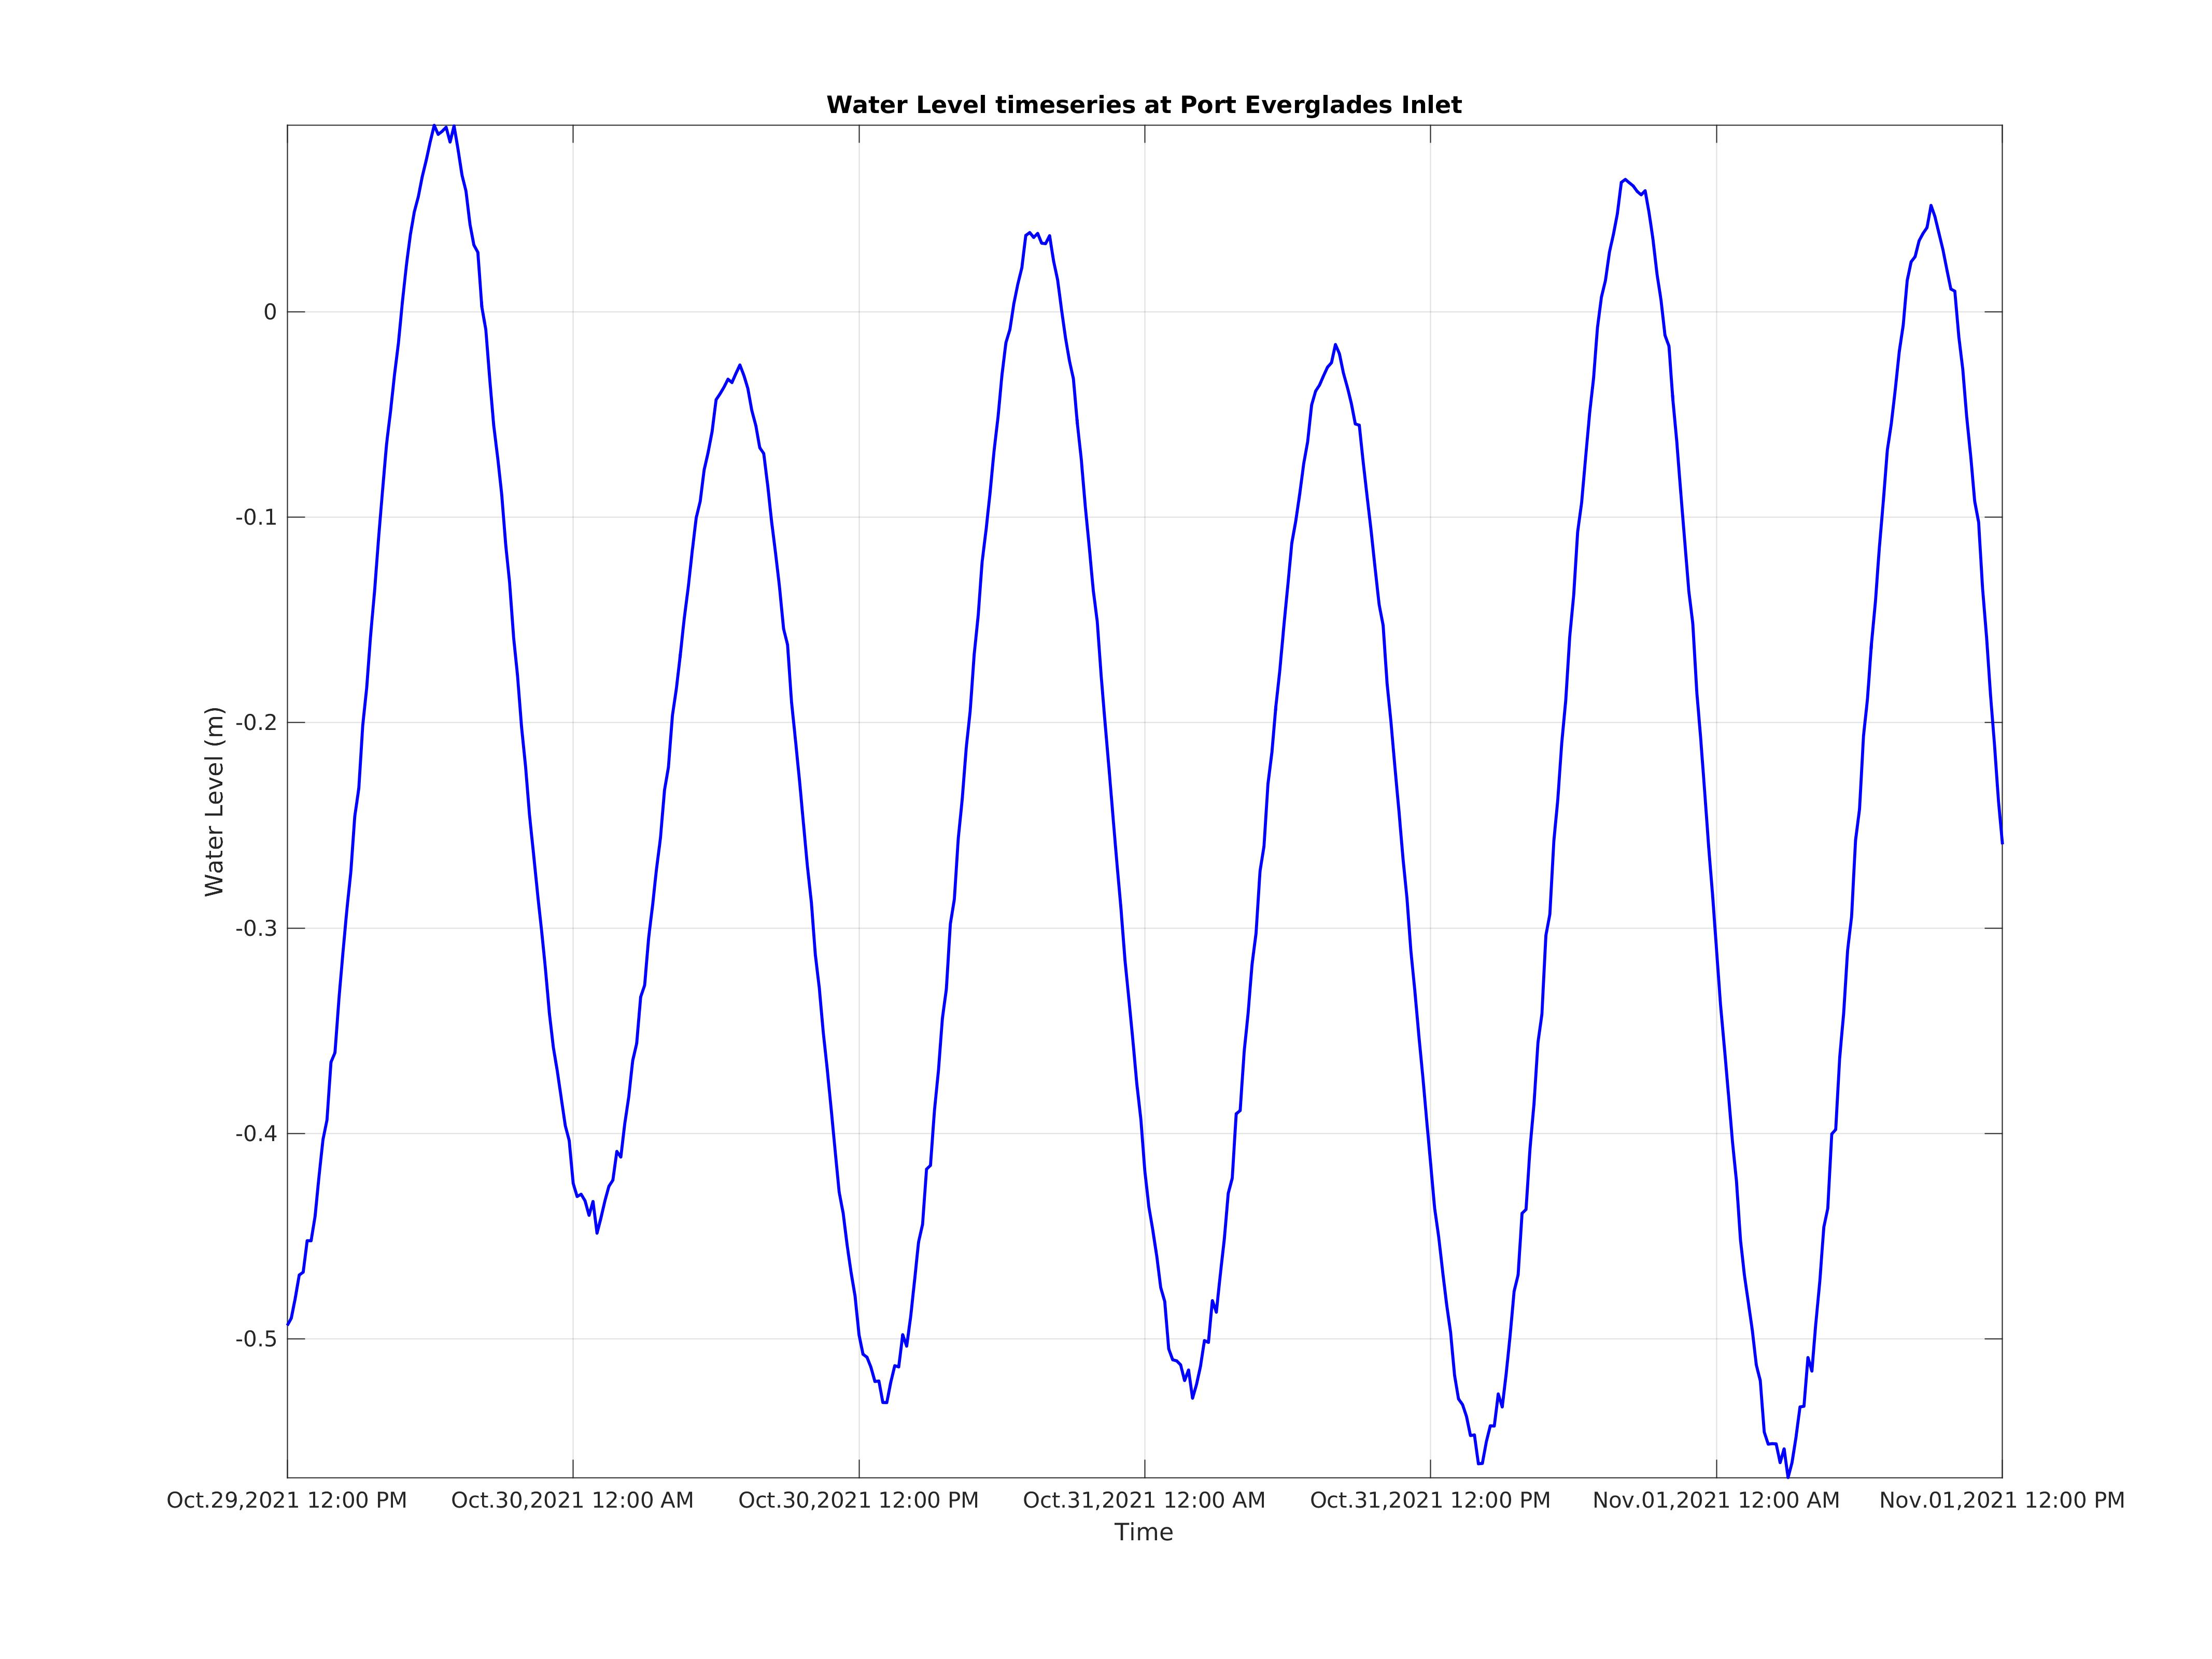 Water Level timeseries at Port Everglades Inlet
0
-0.1
-0.2
-0.3
-0.4
-0.5
Water Level (m)
Oct.29,2021 12:00 PM Oct.30,2021 12:00 AM Oct.30,2021 12:00 PM Oct.31,2021 12:00 AM Oct.31,2021 12:00 PM Nov.01,2021 12:00 AM Nov.01,2021 12:00 PM
Time